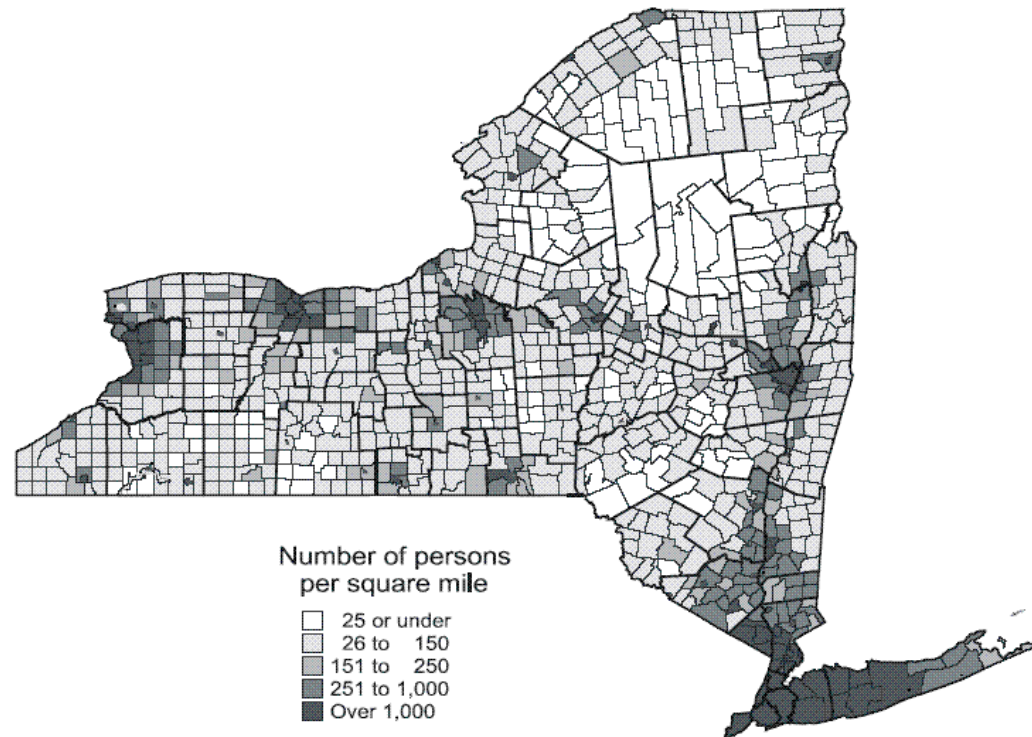 Number of persons
per square mile
25 or under
26 to 150
151 to 250
251 to 1,000
Over 1,000